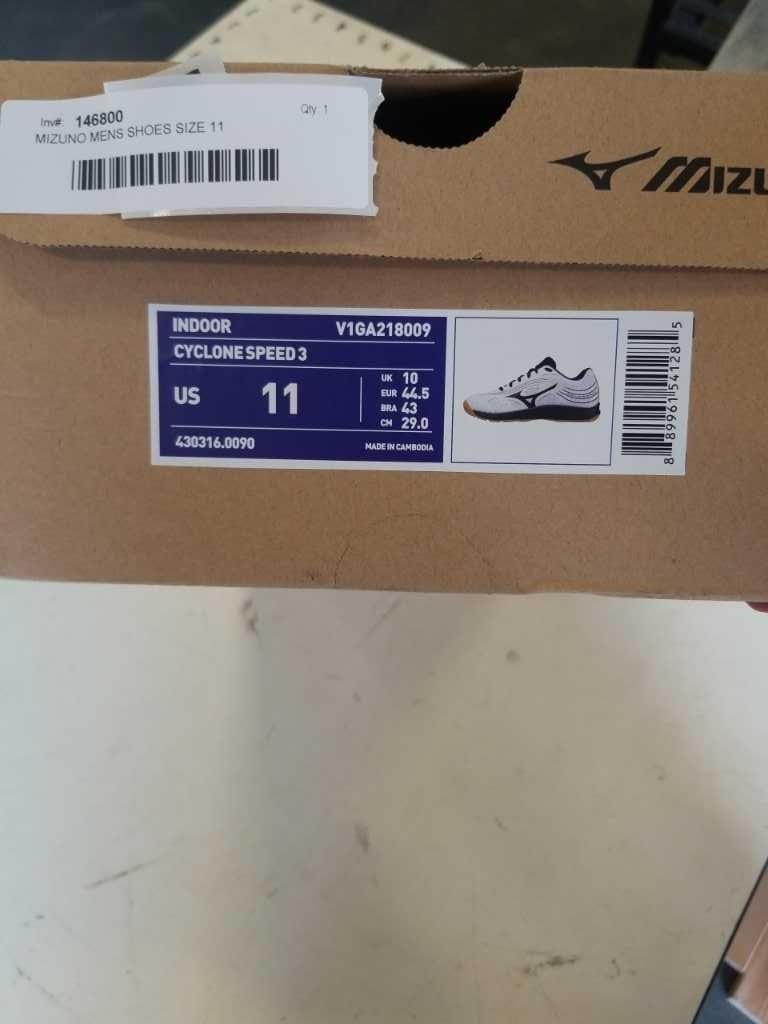 Inv#: 146800 Qty: 1
MIZUNO MENS SHOES SIZE 11
MIZU
INDOOR V1GA218009
CYCLONE SPEED 3
US 11
UK 10
EUR 44.5
BRA 43
CM 29.0
430316.0090 MADE IN CAMBODIA
8 89961 54128 5